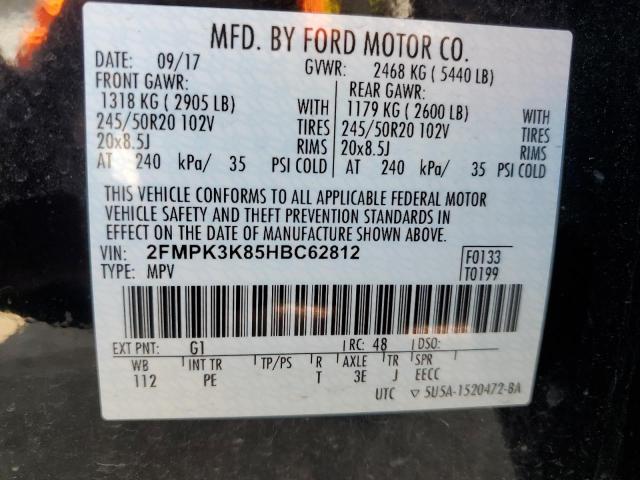 MFD. BY FORD MOTOR CO.
DATE: 09/17 GVWR: 2468 KG ( 5440 LB)
FRONT GAWR: REAR GAWR:
1318 KG ( 2905 LB) WITH 1179 KG ( 2600 LB) WITH
245/50R20 102V TIRES 245/50R20 102V TIRES
20x8.5J RIMS 20x8.5J RIMS
AT 240 kPa/ 35 PSI COLD AT 240 kPa/ 35 PSI COLD
THIS VEHICLE CONFORMS TO ALL APPLICABLE FEDERAL MOTOR
VEHICLE SAFETY AND THEFT PREVENTION STANDARDS IN
EFFECT ON THE DATE OF MANUFACTURE SHOWN ABOVE.
VIN: 2FMPK3K85HBC62812 F0133
TYPE: MPV T0199
EXT PNT: G1 RC: 48 DSO:
WB INT TR TP/PS R AXLE TR SPR
112 PE T 3E J EECC
UTC ▽ 5U5A-1520472-BA